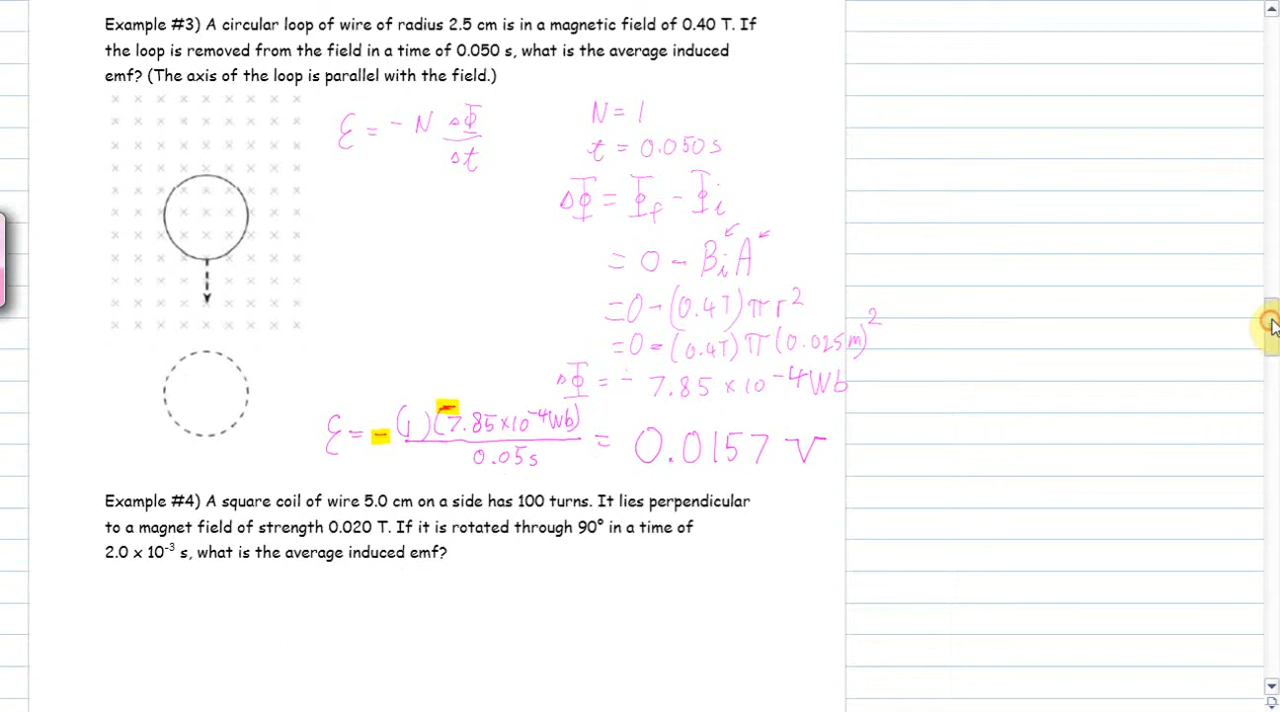 Example #3) A circular loop of wire of radius 2.5 cm is in a magnetic field of 0.40 T. If
the loop is removed from the field in a time of 0.050 s, what is the average induced
emf? (The axis of the loop is parallel with the field.)
ℰ = - N ΔΦ/Δt
N = 1
t = 0.050s
ΔΦ = Φf - Φi
= 0 - BiA
= 0 - (0.4T) πr²
= 0 - (0.4T) π (0.025m)²
ΔΦ = - 7.85 x10⁻⁴Wb
ℰ = - (1)(-7.85x10⁻⁴Wb)/0.05s = 0.0157 V
Example #4) A square coil of wire 5.0 cm on a side has 100 turns. It lies perpendicular
to a magnet field of strength 0.020 T. If it is rotated through 90° in a time of
2.0 x 10⁻³ s, what is the average induced emf?